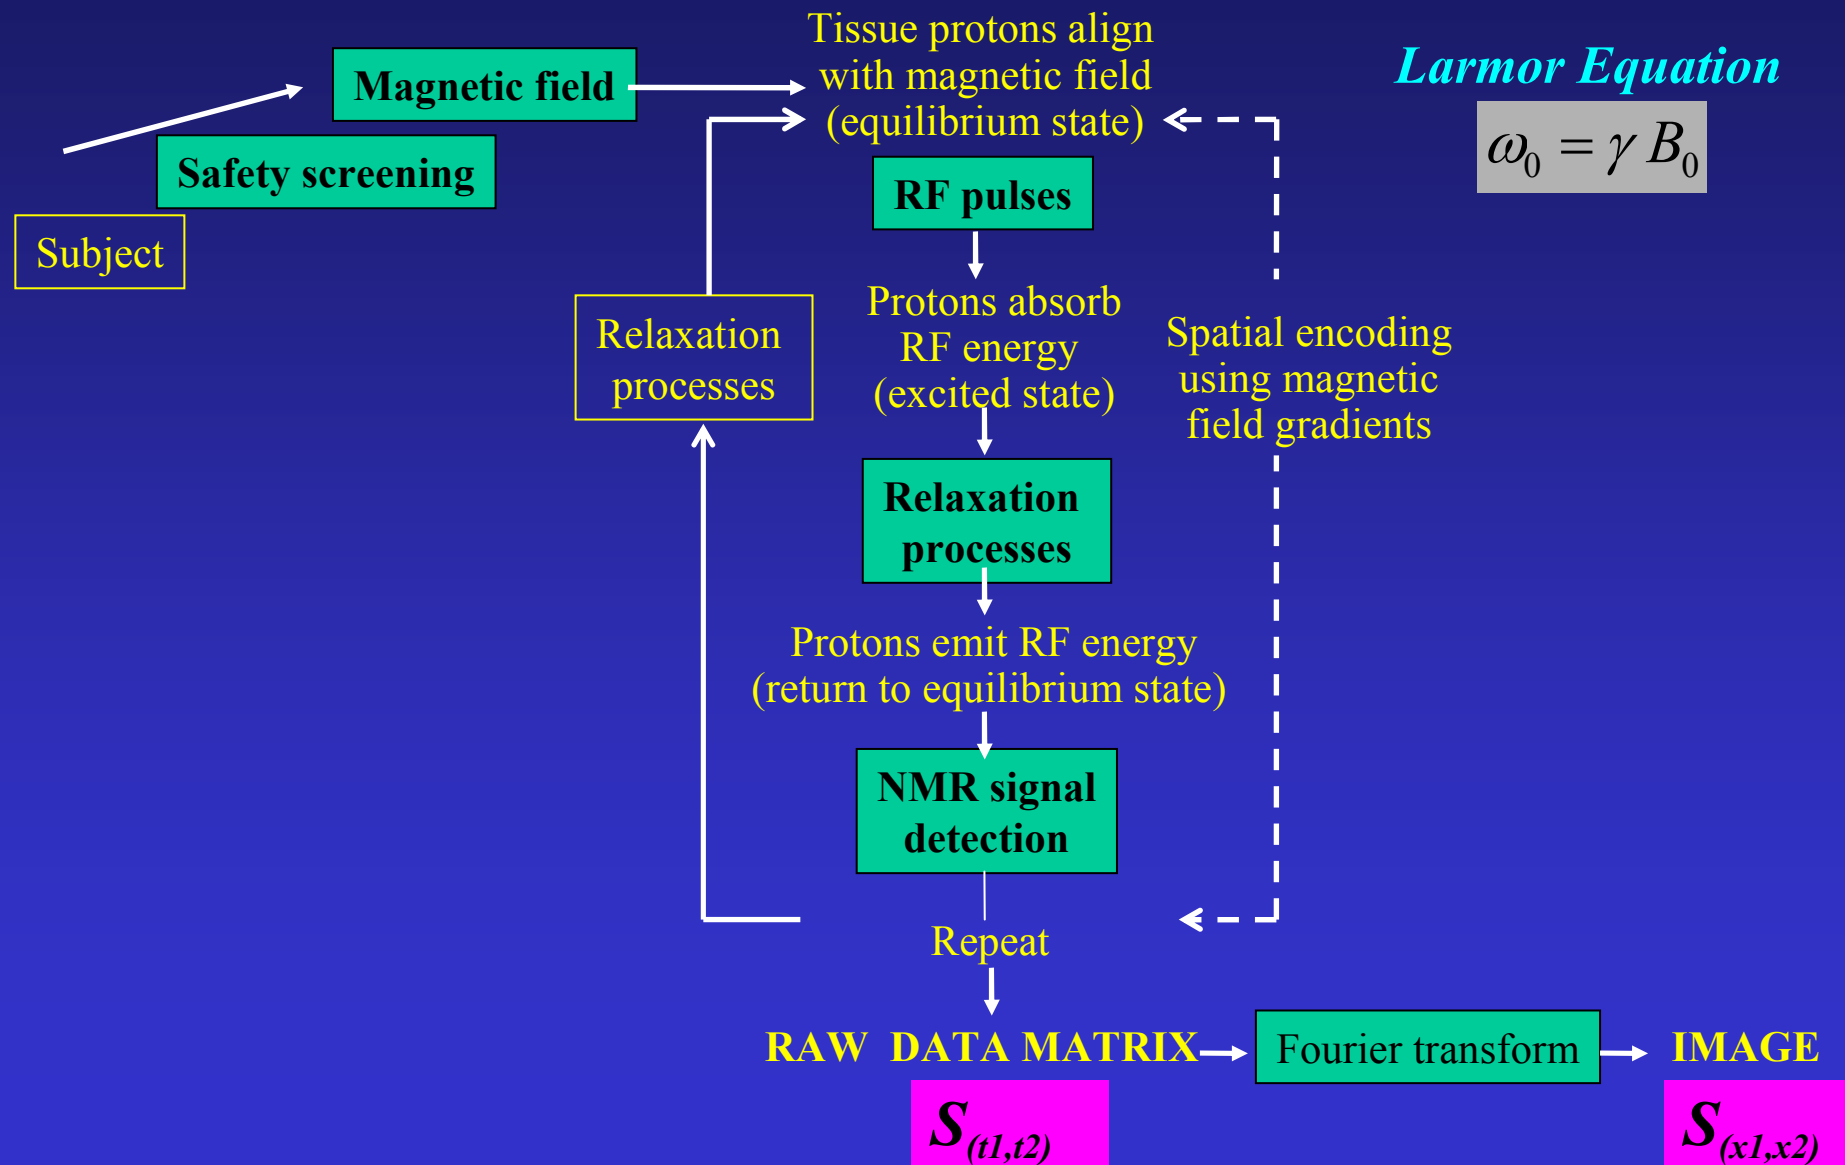 Tissue protons align
with magnetic field
(equilibrium state)
Larmor Equation
ω₀ = γ B₀
Magnetic field
Safety screening
Subject
RF pulses
Relaxation
processes
Protons absorb
RF energy
(excited state)
Spatial encoding
using magnetic
field gradients
Relaxation
processes
Protons emit RF energy
(return to equilibrium state)
NMR signal
detection
Repeat
RAW DATA MATRIX
Fourier transform
IMAGE
S(t1,t2)
S(x1,x2)